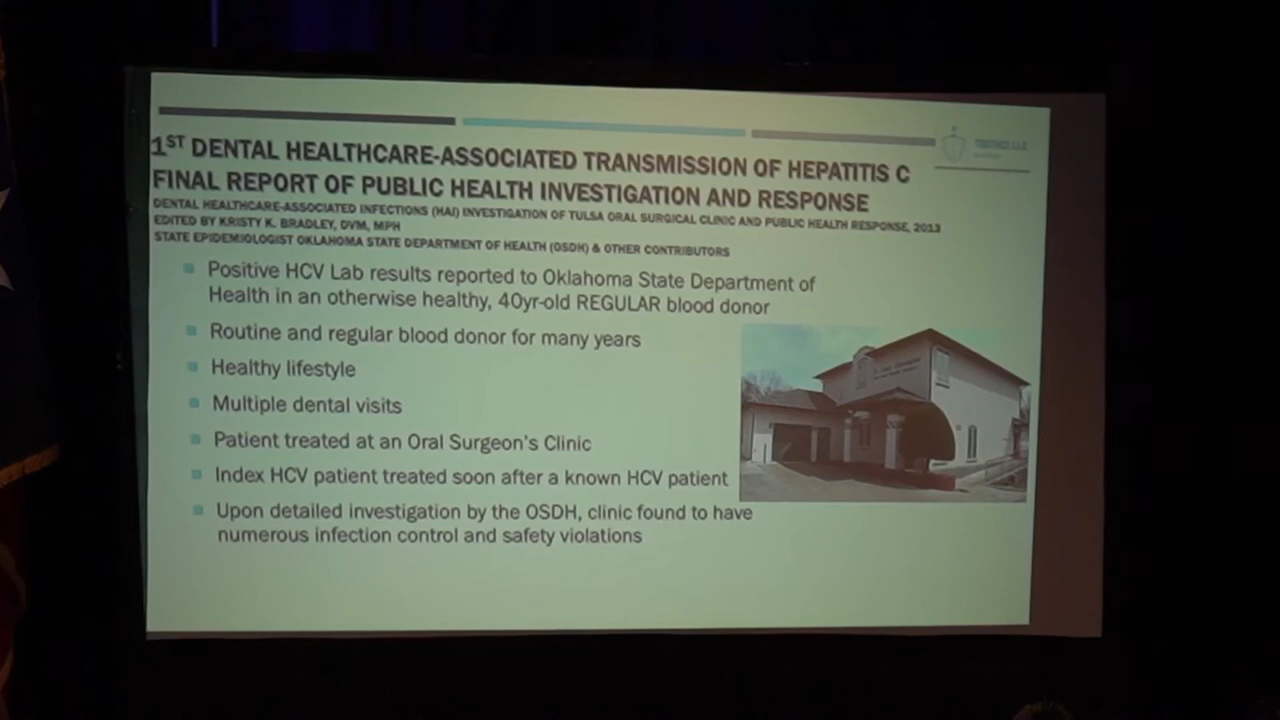 1ST DENTAL HEALTHCARE-ASSOCIATED TRANSMISSION OF HEPATITIS C
FINAL REPORT OF PUBLIC HEALTH INVESTIGATION AND RESPONSE
DENTAL HEALTHCARE-ASSOCIATED INFECTIONS (HAI) INVESTIGATION OF TULSA ORAL SURGICAL CLINIC AND PUBLIC HEALTH RESPONSE, 2013
EDITED BY KRISTY K. BRADLEY, DVM, MPH
STATE EPIDEMIOLOGIST OKLAHOMA STATE DEPARTMENT OF HEALTH (OSDH) & OTHER CONTRIBUTORS
Positive HCV Lab results reported to Oklahoma State Department of
Health in an otherwise healthy, 40yr-old REGULAR blood donor
Routine and regular blood donor for many years
Healthy lifestyle
Multiple dental visits
Patient treated at an Oral Surgeon's Clinic
Index HCV patient treated soon after a known HCV patient
Upon detailed investigation by the OSDH, clinic found to have
numerous infection control and safety violations